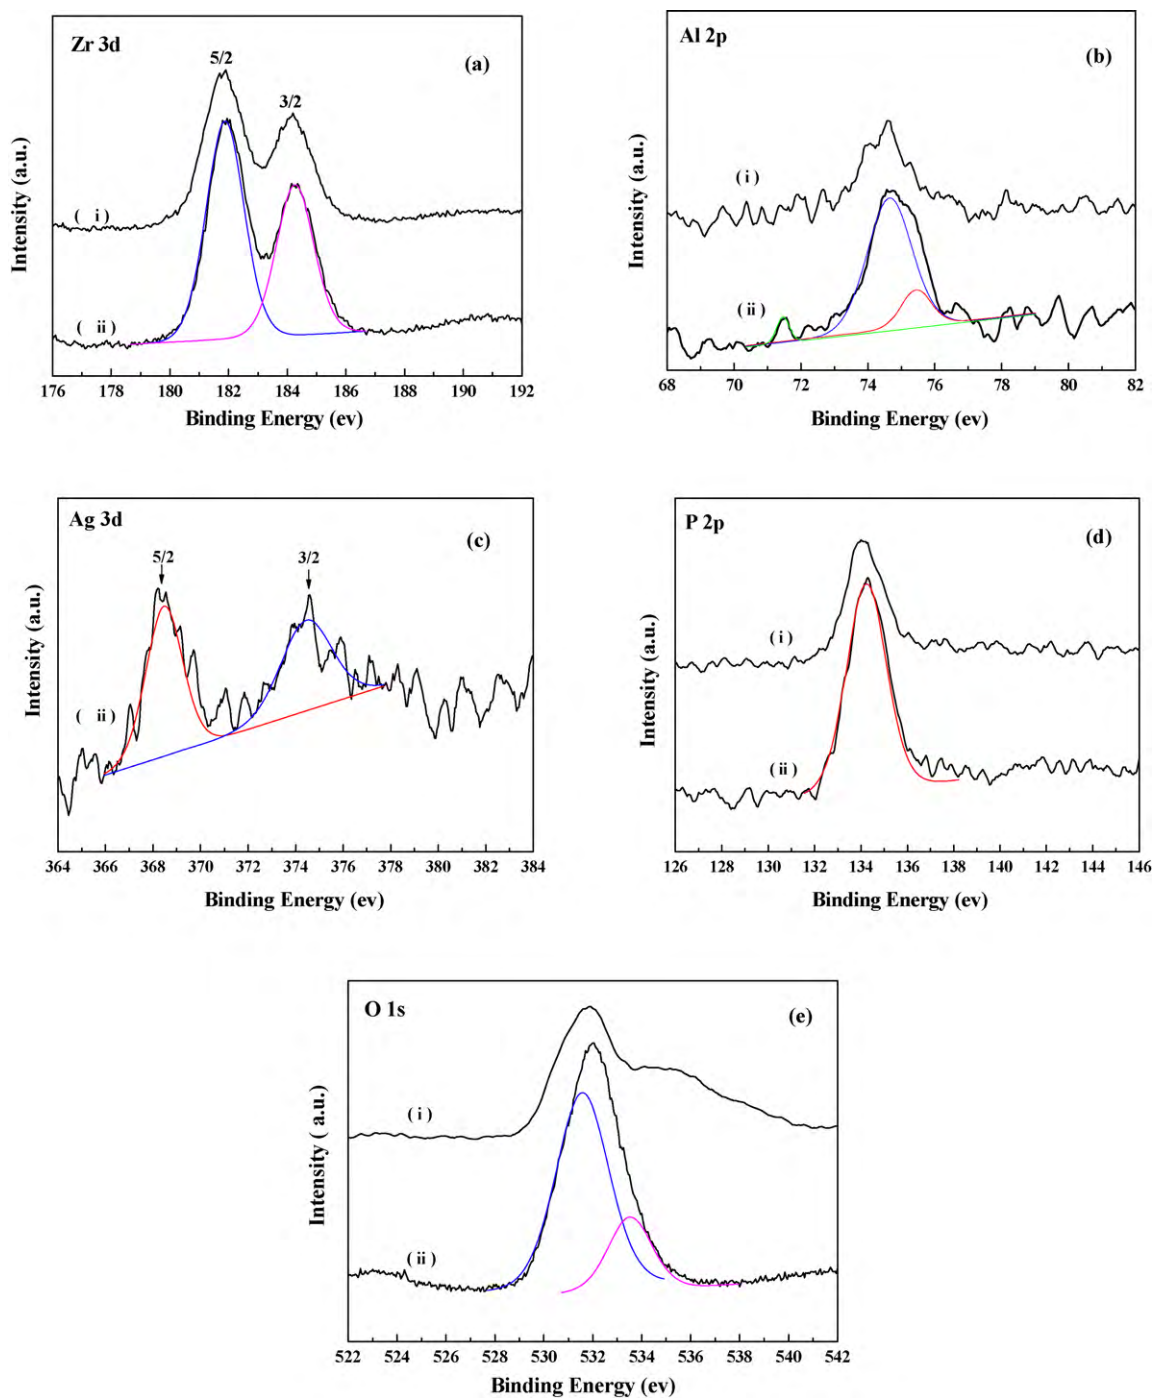 Zr 3d
5/2
(a)
3/2
Intensity (a.u.)
( i)
( ii)
176 178 180 182 184 186 188 190 192
Binding Energy (ev)
Al 2p
(b)
Intensity (a.u.)
( i )
(ii)
68 70 72 74 76 78 80 82
Binding Energy (ev)
Ag 3d
(c)
5/2
3/2
Intensity (a.u.)
( ii)
364 366 368 370 372 374 376 378 380 382 384
Binding Energy (ev)
P 2p
(d)
Intensity (a.u.)
( i )
( ii )
126 128 130 132 134 136 138 140 142 144 146
Binding Energy (ev)
O 1s
(e)
Intensity ( a.u.)
( i )
( ii )
522 524 526 528 530 532 534 536 538 540 542
Binding Energy (ev)